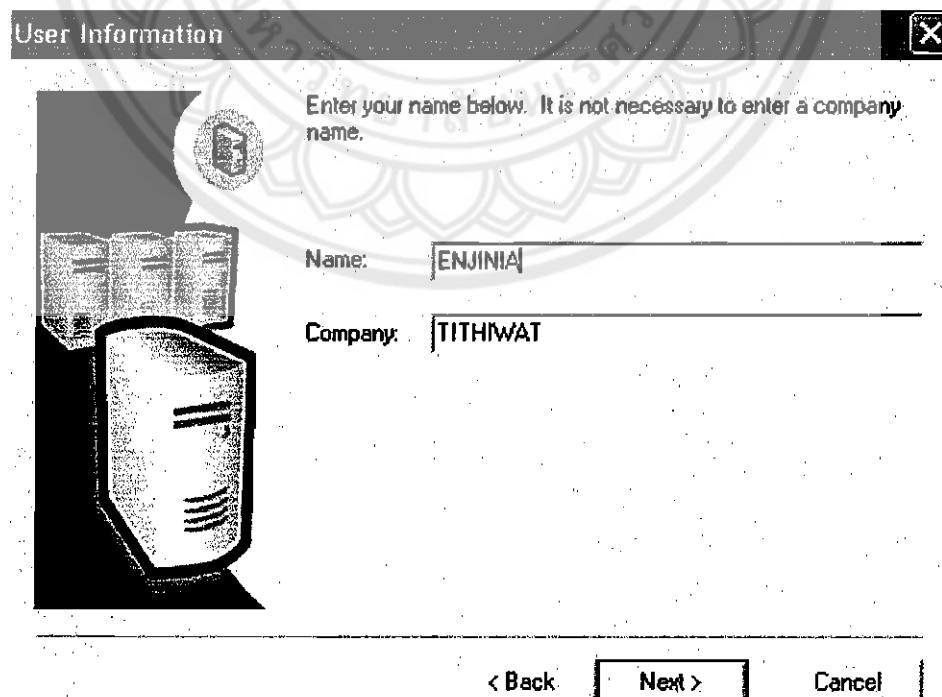 User Information
Enter your name below. It is not necessary to enter a company
name.
Name: ENJINIA
Company: TITHIWAT
< Back Next > Cancel